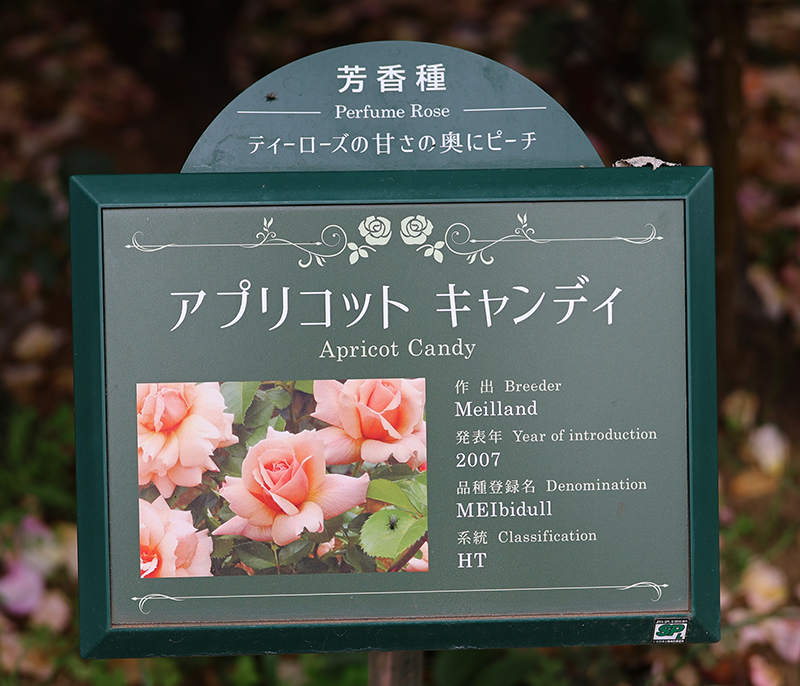 芳香種
Perfume Rose
ティーローズの甘さの奥にピーチ
アプリコット キャンディ
Apricot Candy
作 出 Breeder
Meilland
発表年 Year of introduction
2007
品種登録名 Denomination
MEIbidull
系統 Classification
HT
SP